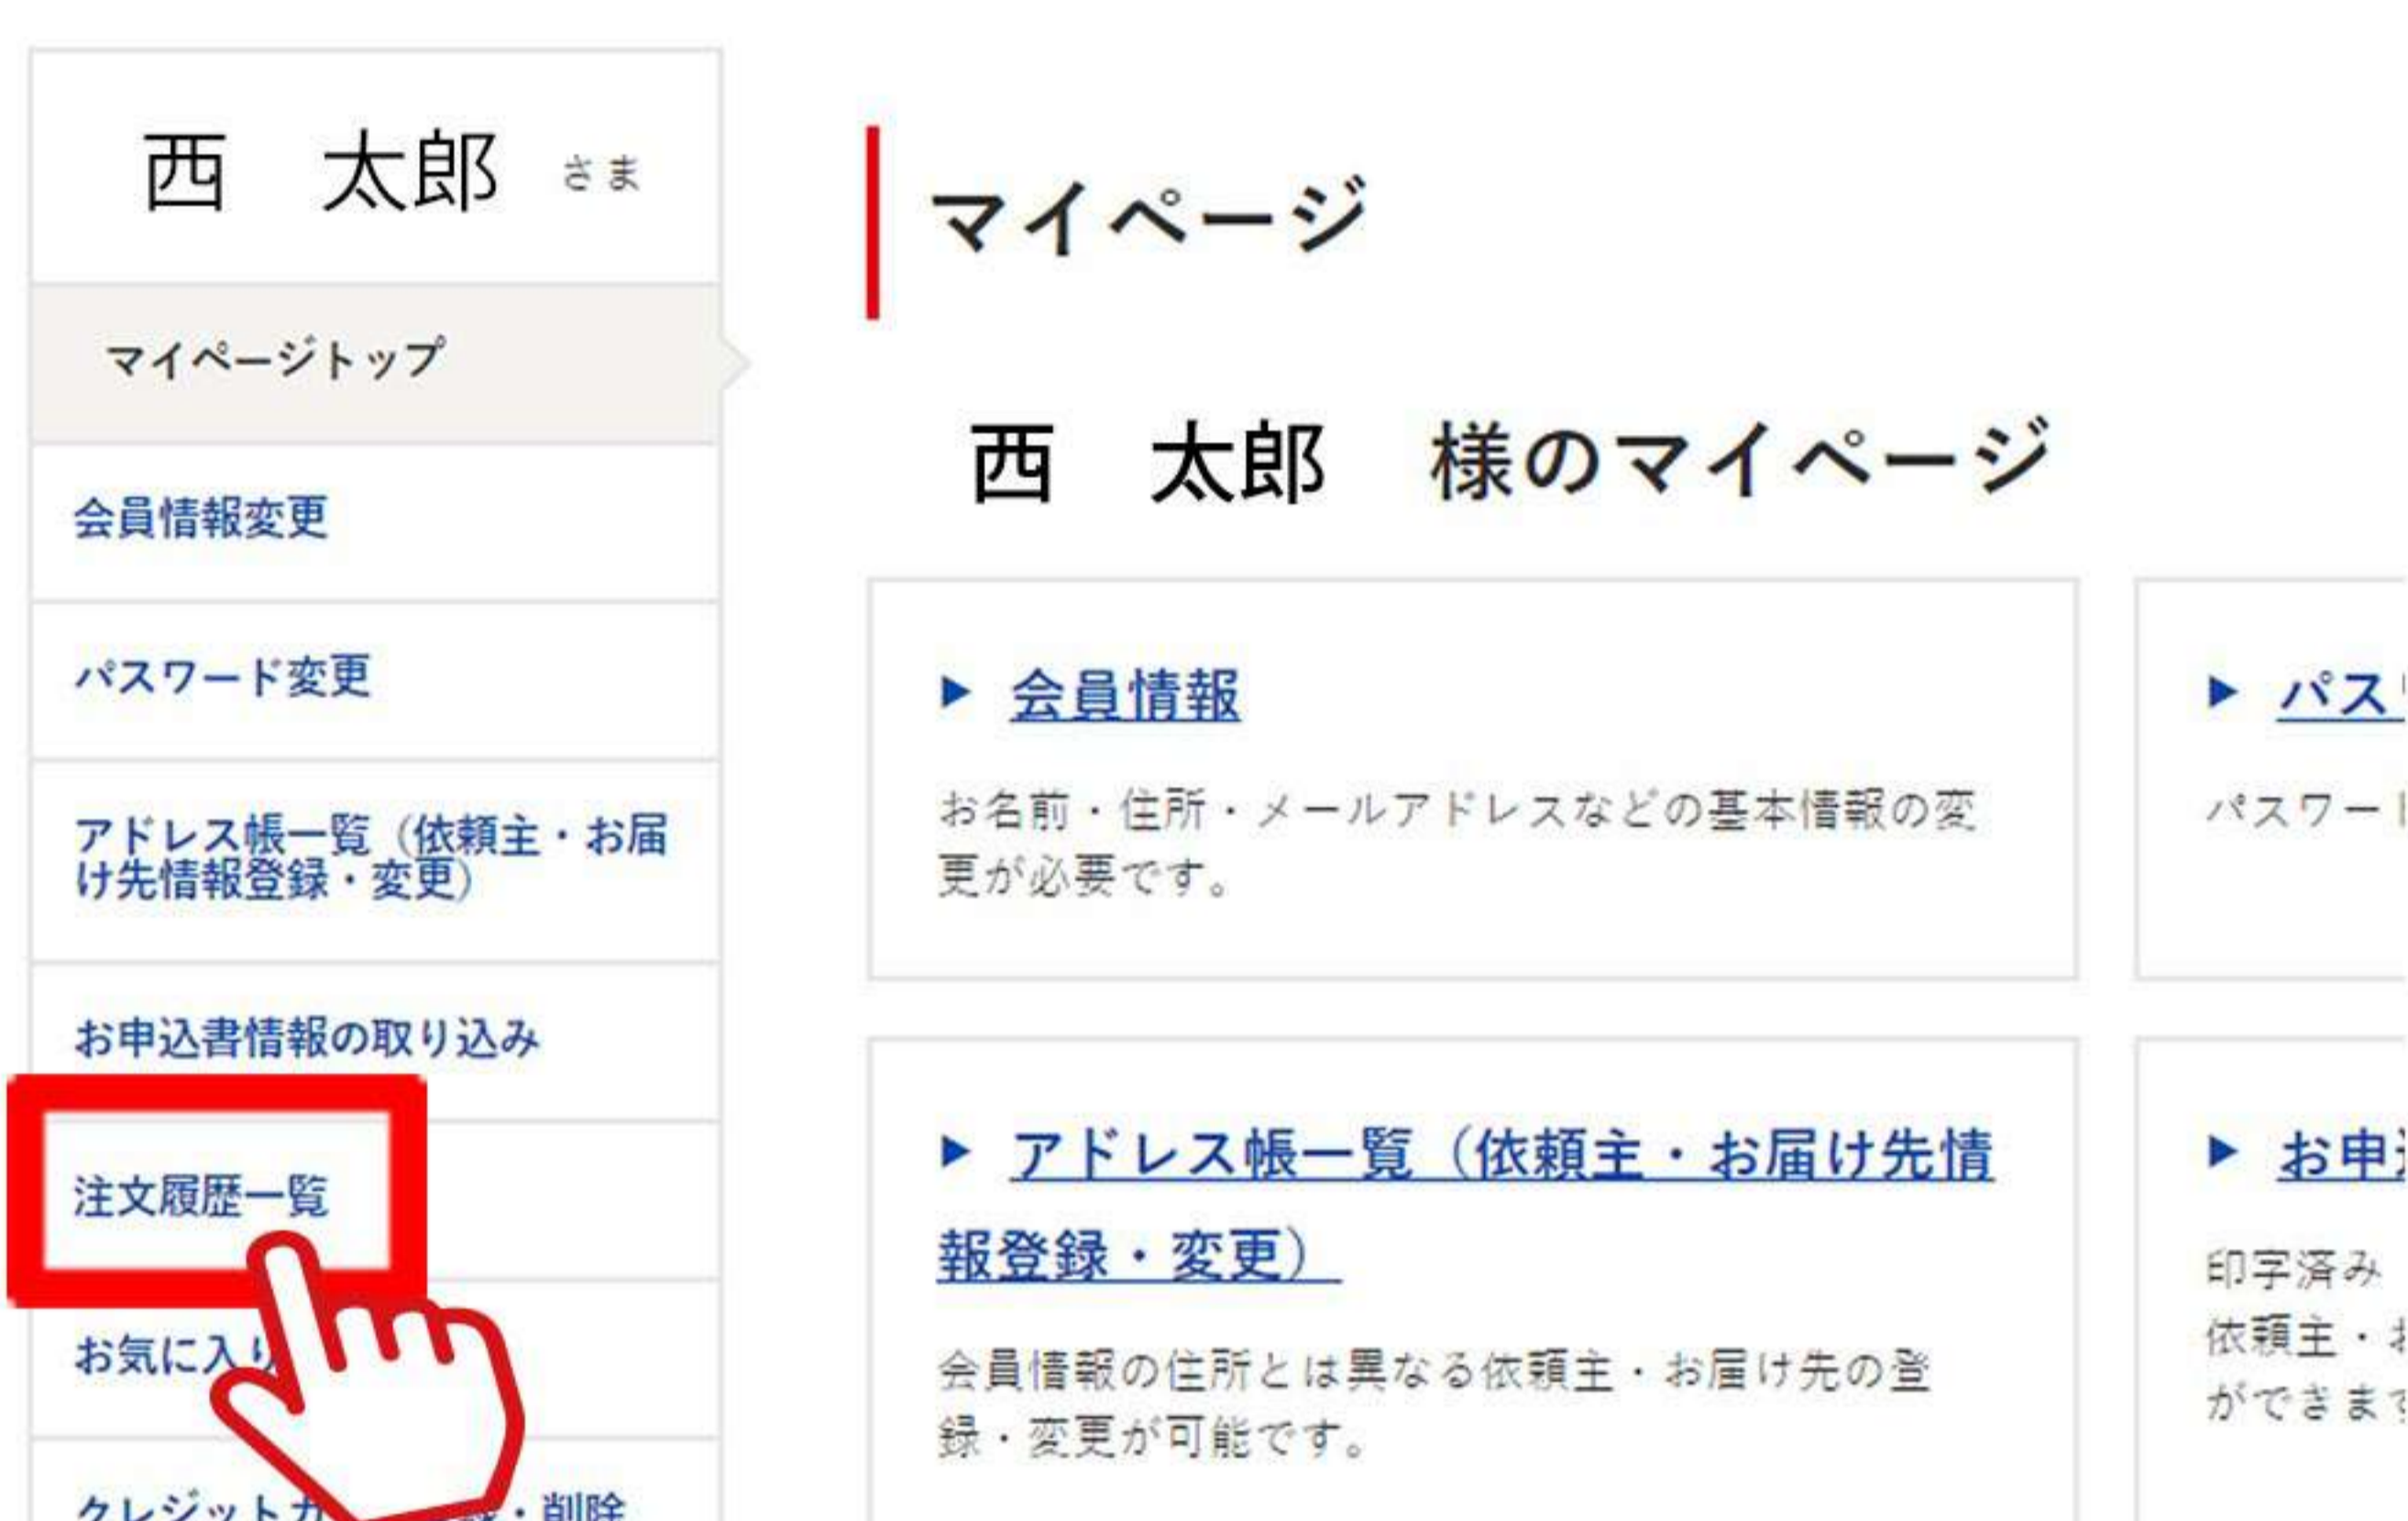 西　太郎　さま
マイページトップ
会員情報変更
パスワード変更
アドレス帳一覧（依頼主・お届
け先情報登録・変更）
お申込書情報の取り込み
注文履歴一覧
お気に入り
クレジットカ
・削除
マイページ
西　太郎　様のマイページ
▶ 会員情報
お名前・住所・メールアドレスなどの基本情報の変
更が必要です。
▶ パス
パスワー
▶ アドレス帳一覧（依頼主・お届け先情
報登録・変更）
会員情報の住所とは異なる依頼主・お届け先の登
録・変更が可能です。
▶ お申
印字済み
依頼主・
ができま